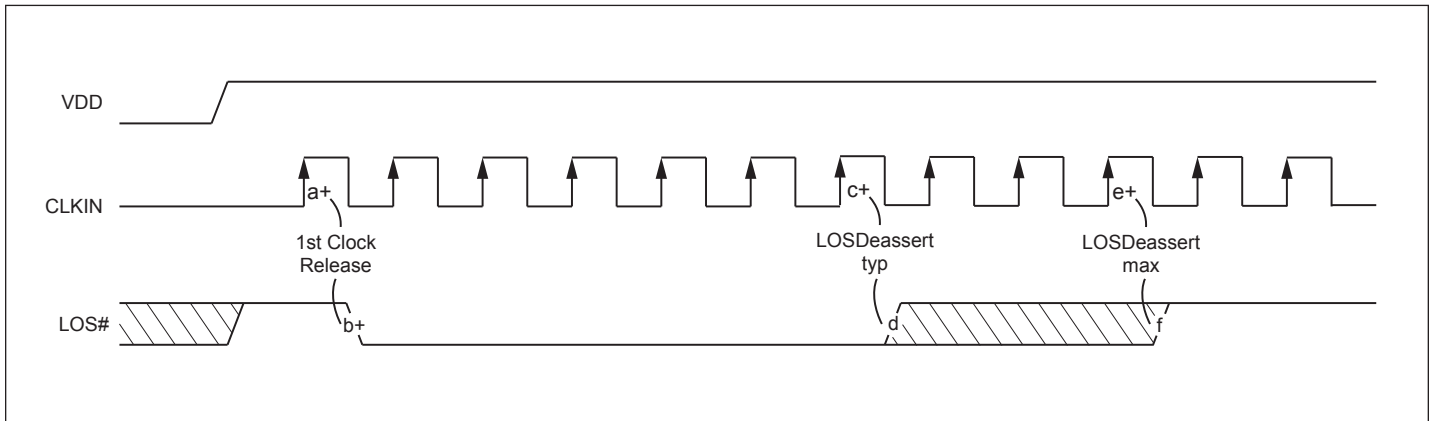 VDD
CLKIN
a+
c+
e+
1st Clock
Release
LOSDeassert
typ
LOSDeassert
max
LOS#
b+
d
f